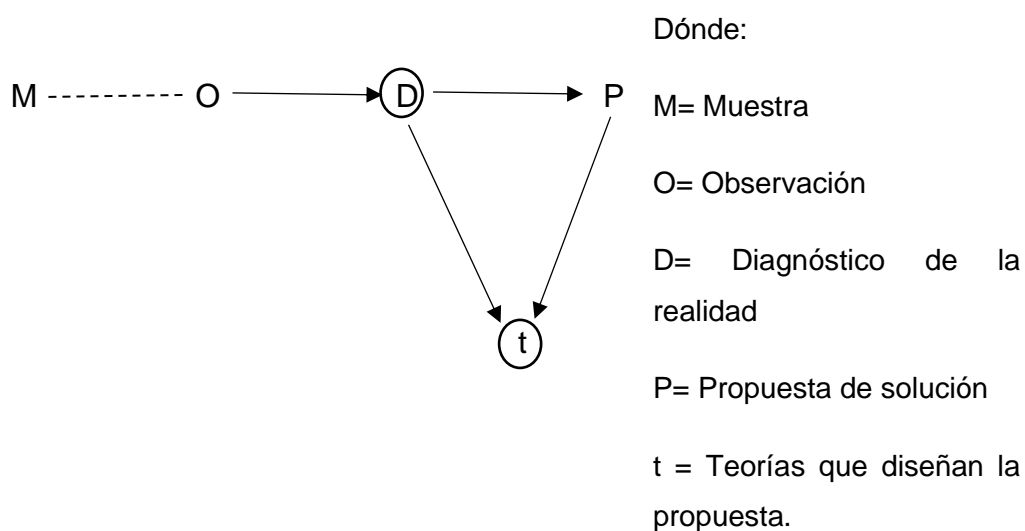 Dónde:
M O D P
M= Muestra
O= Observación
D= Diagnóstico de la
realidad
t
P= Propuesta de solución
t = Teorías que diseñan la
propuesta.